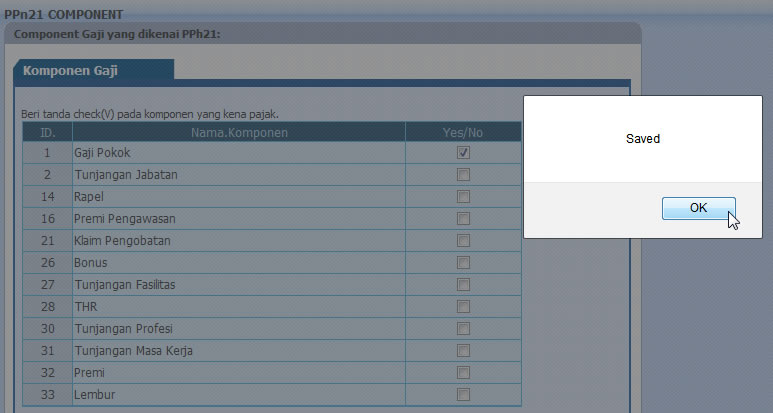 PPn21 COMPONENT
Component Gaji yang dikenai PPh21:
Komponen Gaji
Beri tanda check(V) pada komponen yang kena pajak.
ID. Nama.Komponen Yes/No
1 Gaji Pokok
2 Tunjangan Jabatan
14 Rapel
16 Premi Pengawasan
21 Klaim Pengobatan
26 Bonus
27 Tunjangan Fasilitas
28 THR
30 Tunjangan Profesi
31 Tunjangan Masa Kerja
32 Premi
33 Lembur
Saved
OK